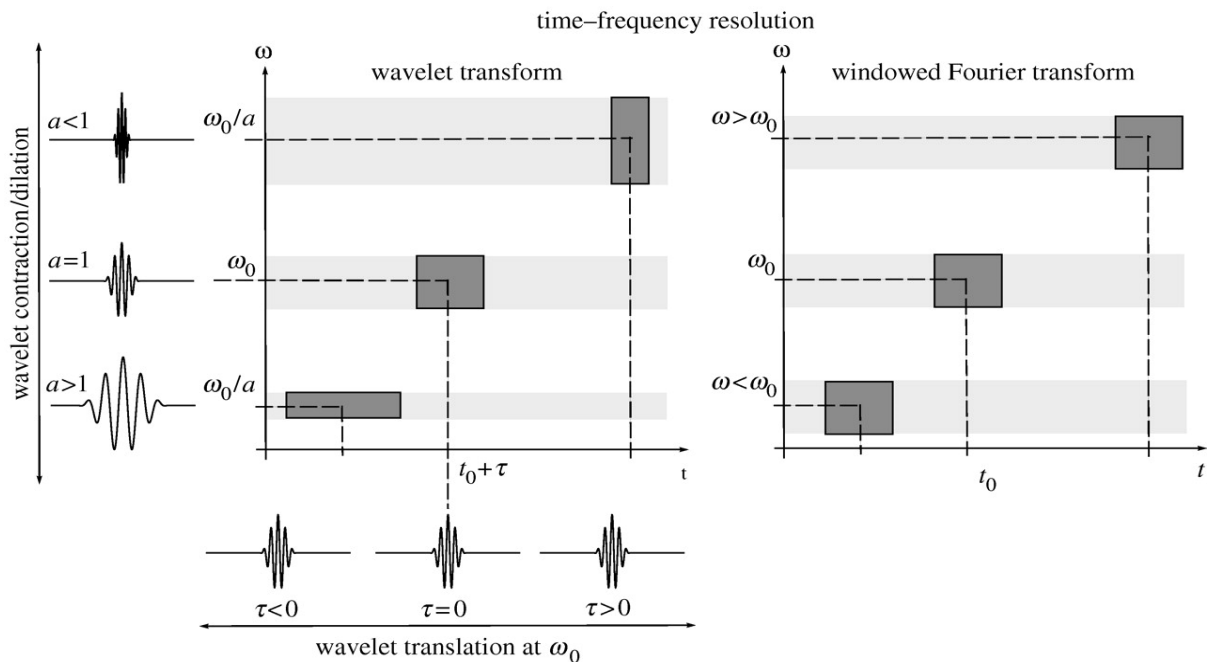 time–frequency resolution
wavelet transform
windowed Fourier transform
wavelet contraction/dilation
a<1
a=1
a>1
ω
ω₀/a
ω₀
ω₀/a
t₀+τ
t
ω
ω>ω₀
ω₀
ω<ω₀
t₀
t
τ<0
τ=0
τ>0
wavelet translation at ω₀